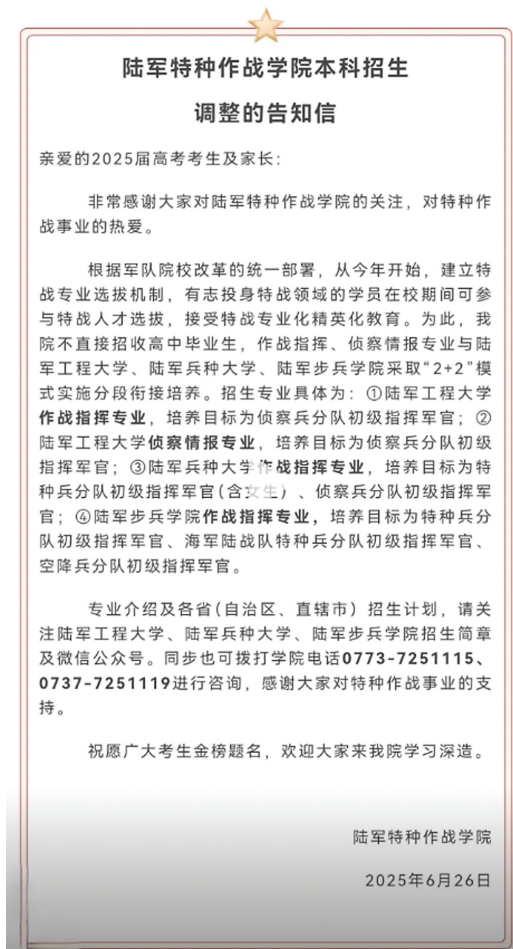 陆军特种作战学院本科招生
调整的告知信
亲爱的2025届高考考生及家长：
非常感谢大家对陆军特种作战学院的关注，对特种作
战事业的热爱。
根据军队院校改革的统一部署，从今年开始，建立特
战专业选拔机制，有志投身特战领域的学员在校期间可参
与特战人才选拔，接受特战专业化精英化教育。为此，我
院不直接招收高中毕业生，作战指挥、侦察情报专业与陆
军工程大学、陆军兵种大学、陆军步兵学院采取“2+2”模
式实施分段衔接培养。招生专业具体为：①陆军工程大学
作战指挥专业，培养目标为侦察兵分队初级指挥军官；②
陆军工程大学侦察情报专业，培养目标为侦察兵分队初级
指挥军官；③陆军兵种大学作战指挥专业，培养目标为特
种兵分队初级指挥军官(含女生）、侦察兵分队初级指挥军
官；④陆军步兵学院作战指挥专业，培养目标为特种兵分
队初级指挥军官、海军陆战队特种兵分队初级指挥军官、
空降兵分队初级指挥军官。
专业介绍及各省(自治区、直辖市）招生计划，请关
注陆军工程大学、陆军兵种大学、陆军步兵学院招生简章
及微信公众号。同步也可拨打学院电话0773-7251115、
0737-7251119进行咨询，感谢大家对特种作战事业的支
持。
祝愿广大考生金榜题名，欢迎大家来我院学习深造。
陆军特种作战学院
2025年6月26日